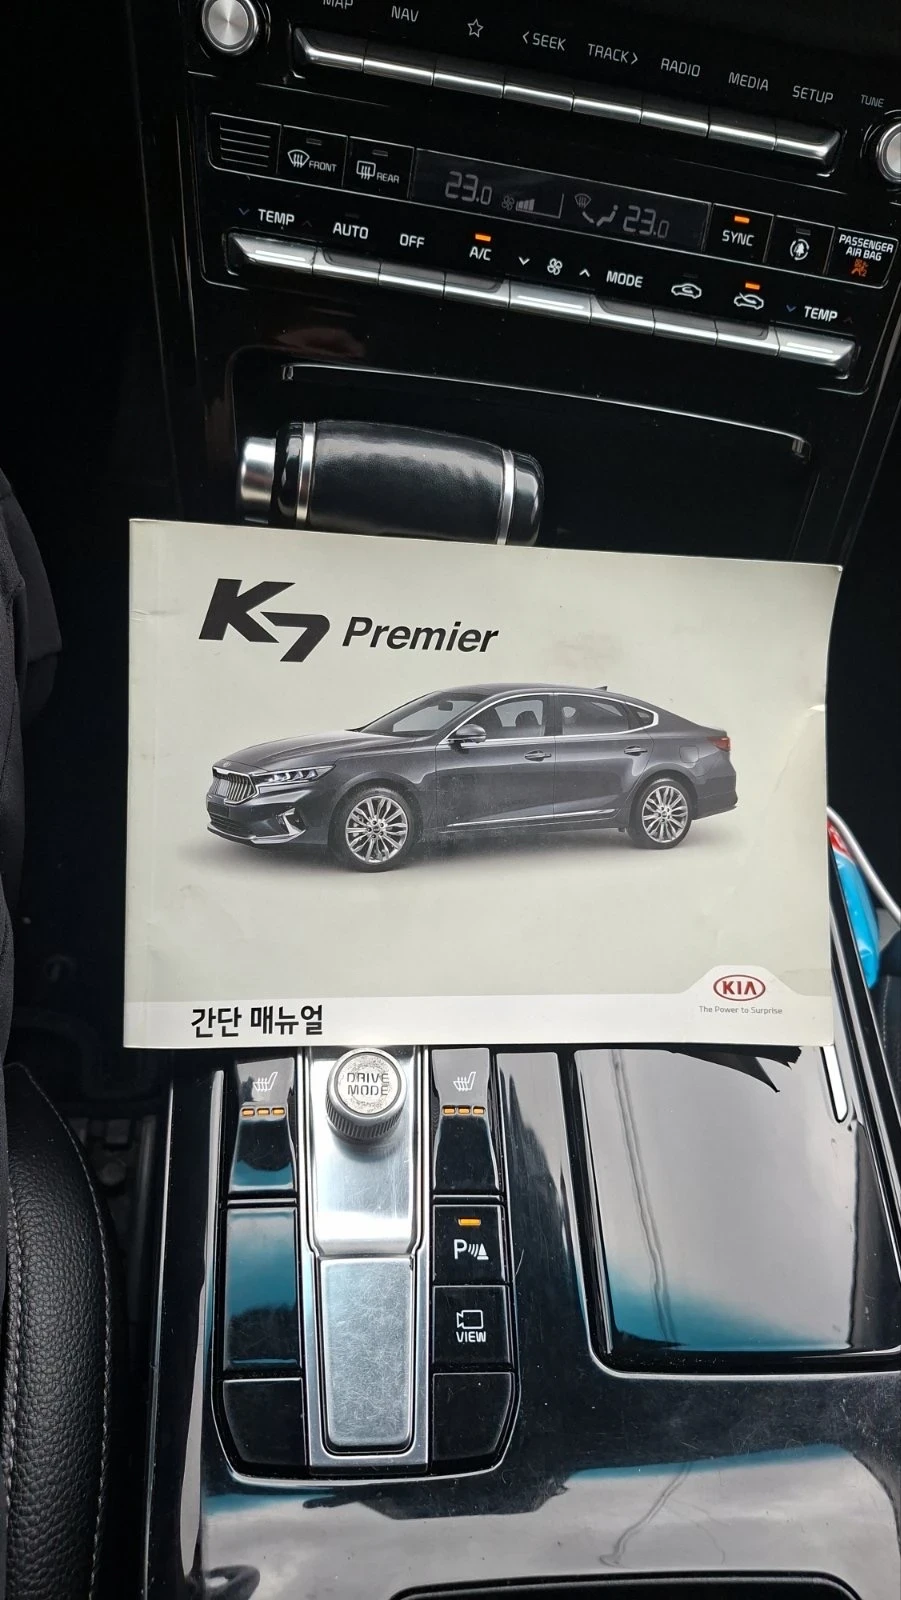 MAP NAV ☆ <SEEK TRACK> RADIO MEDIA SETUP TUNE
FRONT REAR 23.0 23.0 SYNC PASSENGER
AIR BAG
TEMP AUTO OFF A/C MODE TEMP
K7 Premier
KIA
The Power to Surprise
간단 매뉴얼
DRIVE
MODE
P
VIEW